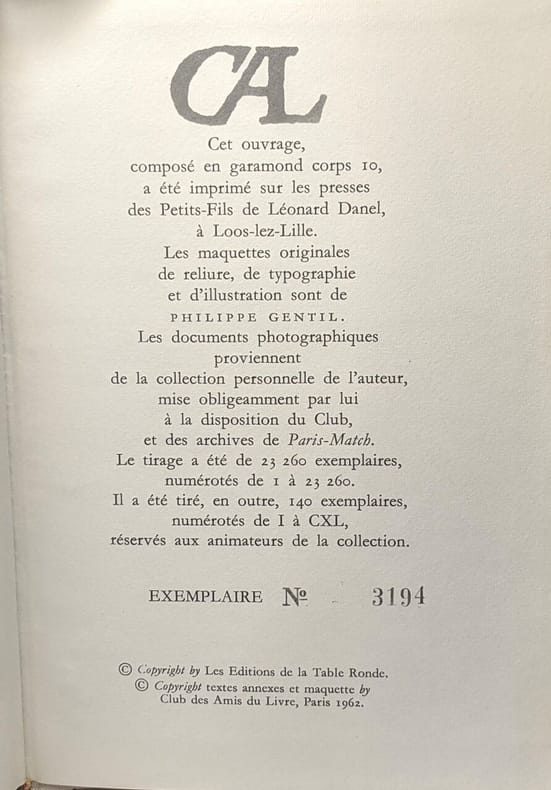 CAL
Cet ouvrage,
composé en garamond corps 10,
a été imprimé sur les presses
des Petits-Fils de Léonard Danel,
à Loos-lez-Lille.
Les maquettes originales
de reliure, de typographie
et d'illustration sont de
PHILIPPE GENTIL.
Les documents photographiques
proviennent
de la collection personnelle de l'auteur,
mise obligeamment par lui
à la disposition du Club,
et des archives de Paris-Match.
Le tirage a été de 23 260 exemplaires,
numérotés de 1 à 23 260.
Il a été tiré, en outre, 140 exemplaires,
numérotés de I à CXL,
réservés aux animateurs de la collection.
EXEMPLAIRE Nº 3194
© Copyright by Les Editions de la Table Ronde.
© Copyright textes annexes et maquette by
Club des Amis du Livre, Paris 1962.